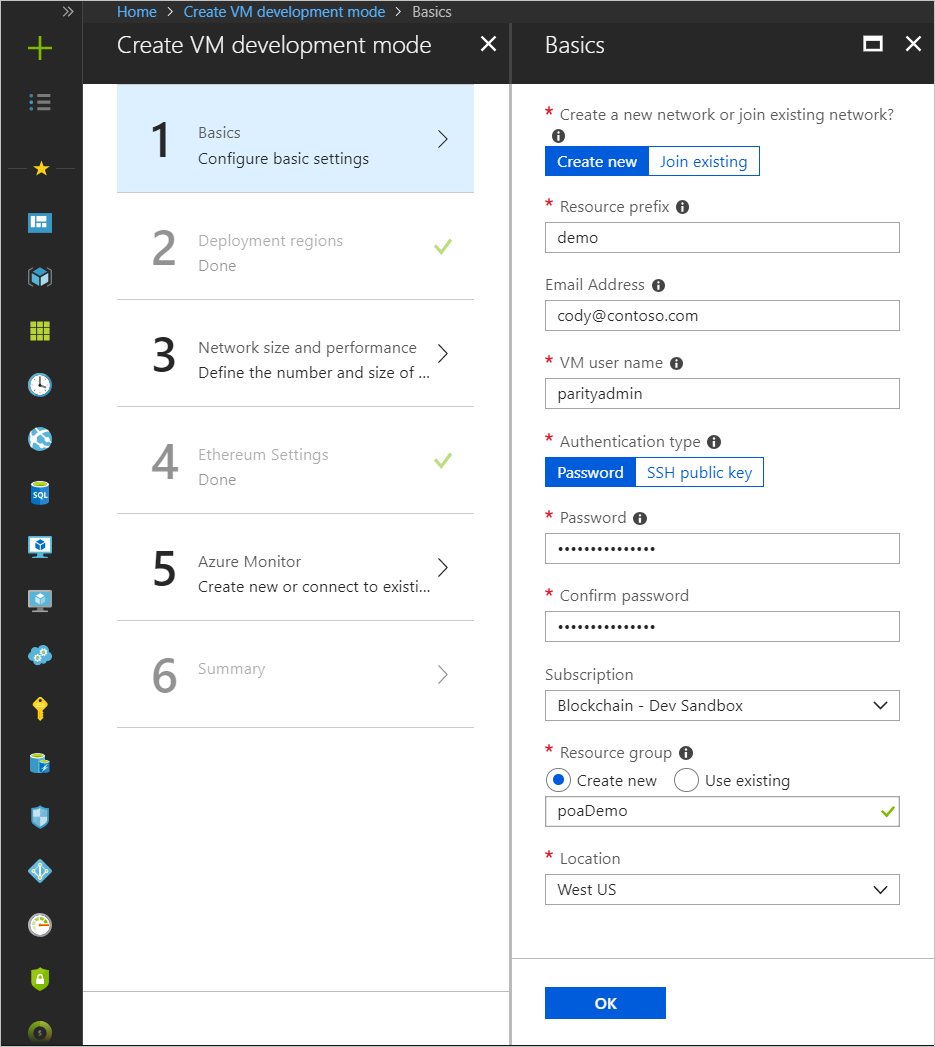 Home > Create VM development mode > Basics
Create VM development mode
1
Basics
Configure basic settings
2
Deployment regions
Done
3
Network size and performance
Define the number and size of ...
4
Ethereum Settings
Done
5
Azure Monitor
Create new or connect to existi...
6
Summary
Basics
* Create a new network or join existing network?
Create new Join existing
* Resource prefix
demo
Email Address
cody@contoso.com
* VM user name
parityadmin
* Authentication type
Password SSH public key
* Password
•••••••••••••••
* Confirm password
•••••••••••••••
Subscription
Blockchain - Dev Sandbox
* Resource group
Create new Use existing
poaDemo
* Location
West US
OK
SQL